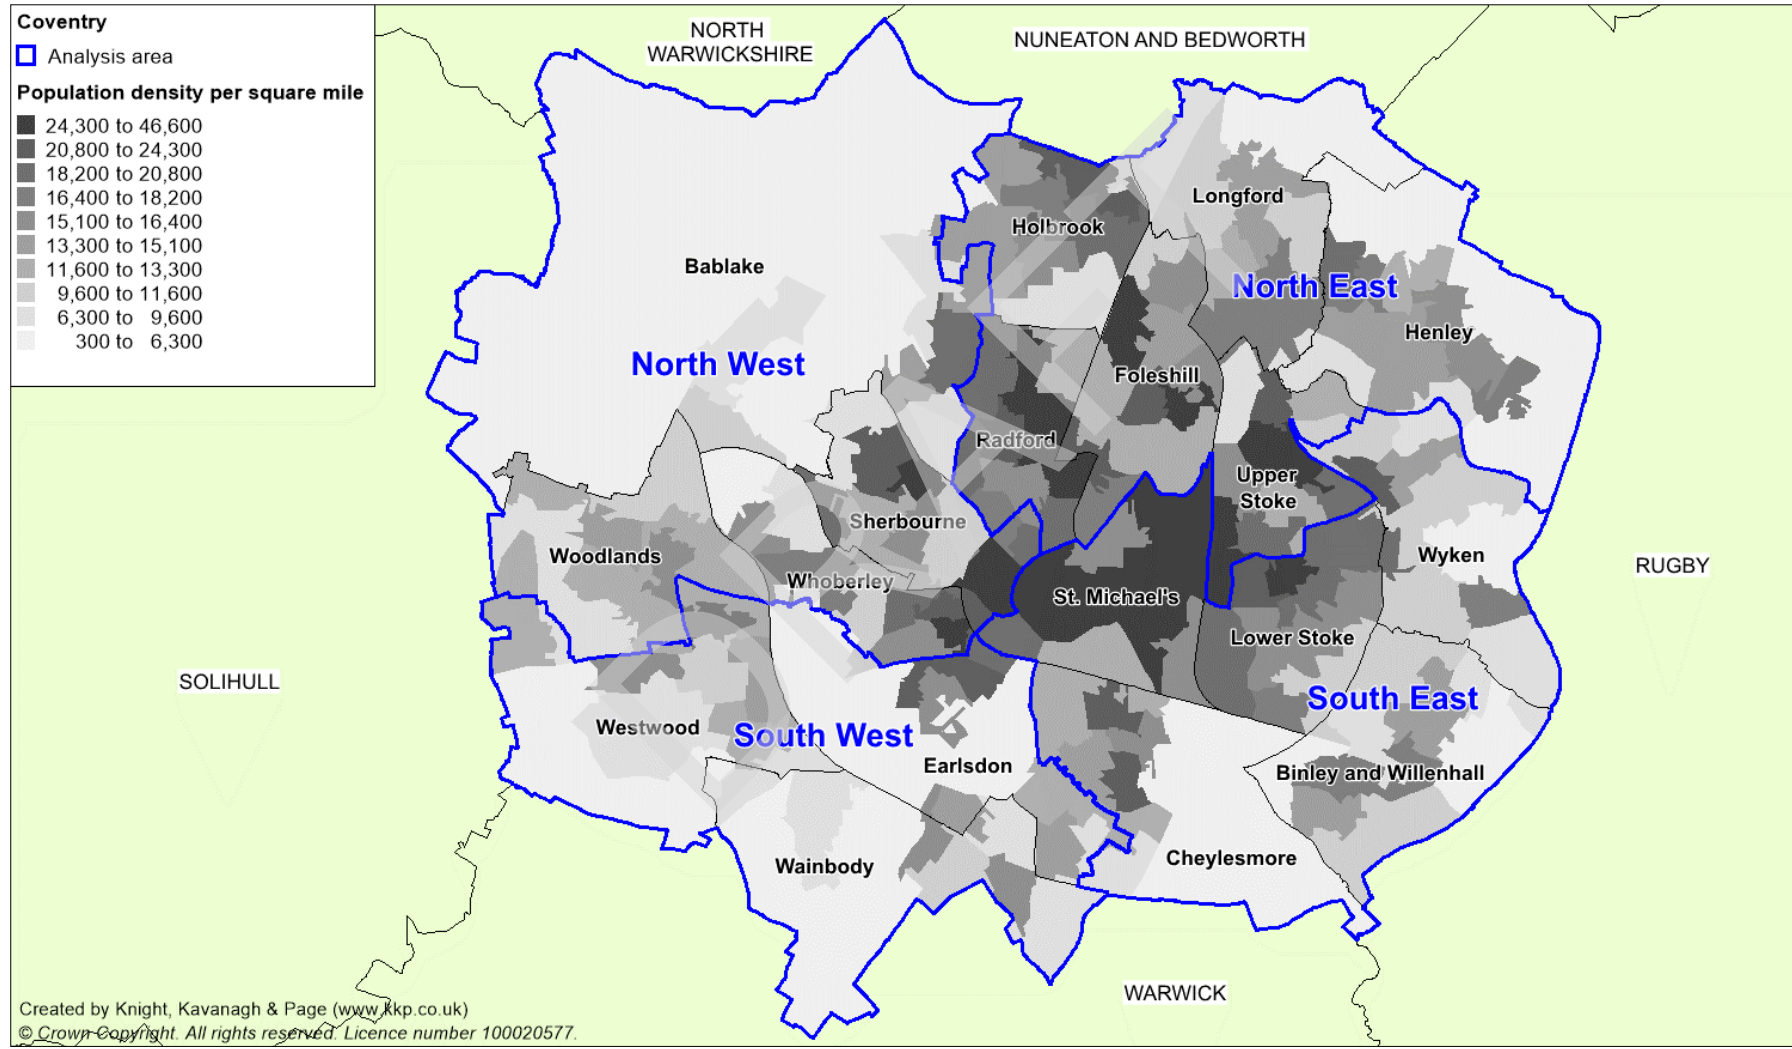 Coventry
Analysis area
Population density per square mile
24,300 to 46,600
20,800 to 24,300
18,200 to 20,800
16,400 to 18,200
15,100 to 16,400
13,300 to 15,100
11,600 to 13,300
9,600 to 11,600
6,300 to 9,600
300 to 6,300
NORTH
WARWICKSHIRE
NUNEATON AND BEDWORTH
Longford
Holbrook
Bablake
North East
Henley
North West
Foleshill
Radford
Upper
Stoke
Sherbourne
Woodlands
Wyken
RUGBY
Whoberley
St. Michael's
Lower Stoke
SOLIHULL
South East
Westwood
South West
Earlsdon
Binley and Willenhall
Cheylesmore
Wainbody
WARWICK
Created by Knight, Kavanagh & Page (www.kkp.co.uk)
© Crown Copyright. All rights reserved. Licence number 100020577.